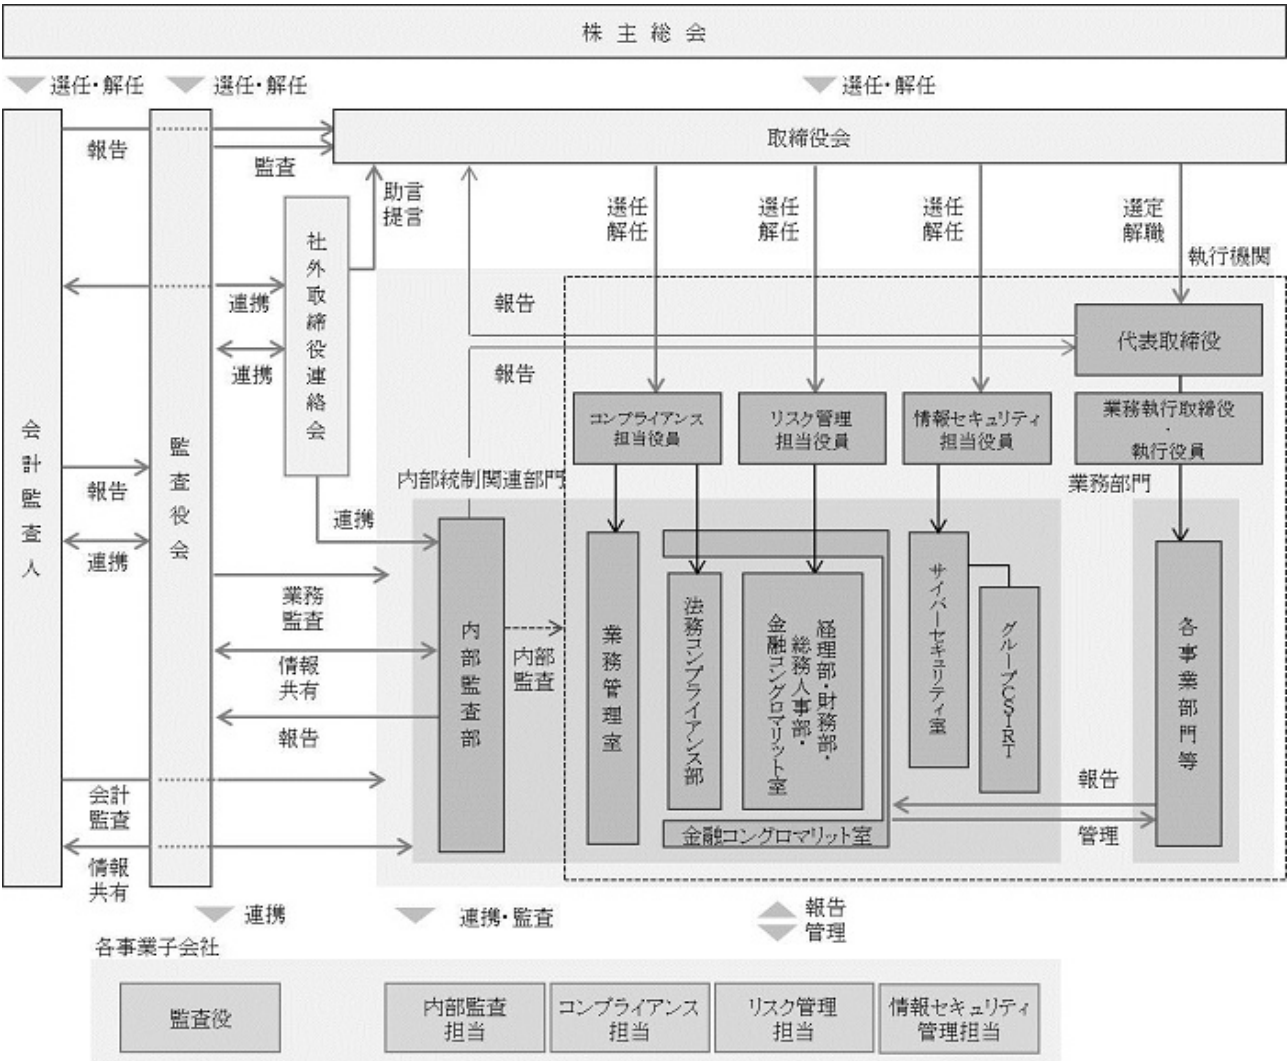 株主総会
選任・解任
選任・解任
選任・解任
取締役会
報告
監査
助言
提言
選任
解任
選任
解任
選任
解任
選定
解職
執行機関
社外取締役連絡会
連携
連携
報告
報告
代表取締役
コンプライアンス
担当役員
リスク管理
担当役員
情報セキュリティ
担当役員
業務執行取締役
・
執行役員
会計監査人
監査役会
報告
連携
連携
内部統制関連部門
業務部門
業務
監査
情報
共有
報告
会計
監査
情報
共有
内部監査部
内部
監査
業務管理室
法務コンプライアンス部
経理部・財務部・
総務人事部・
金融コングロマリット室
金融コングロマリット室
サイバーセキュリティ室
グループCSIRT
各事業部門等
報告
管理
連携
連携・監査
報告
管理
各事業子会社
監査役
内部監査
担当
コンプライアンス
担当
リスク管理
担当
情報セキュリティ
管理担当